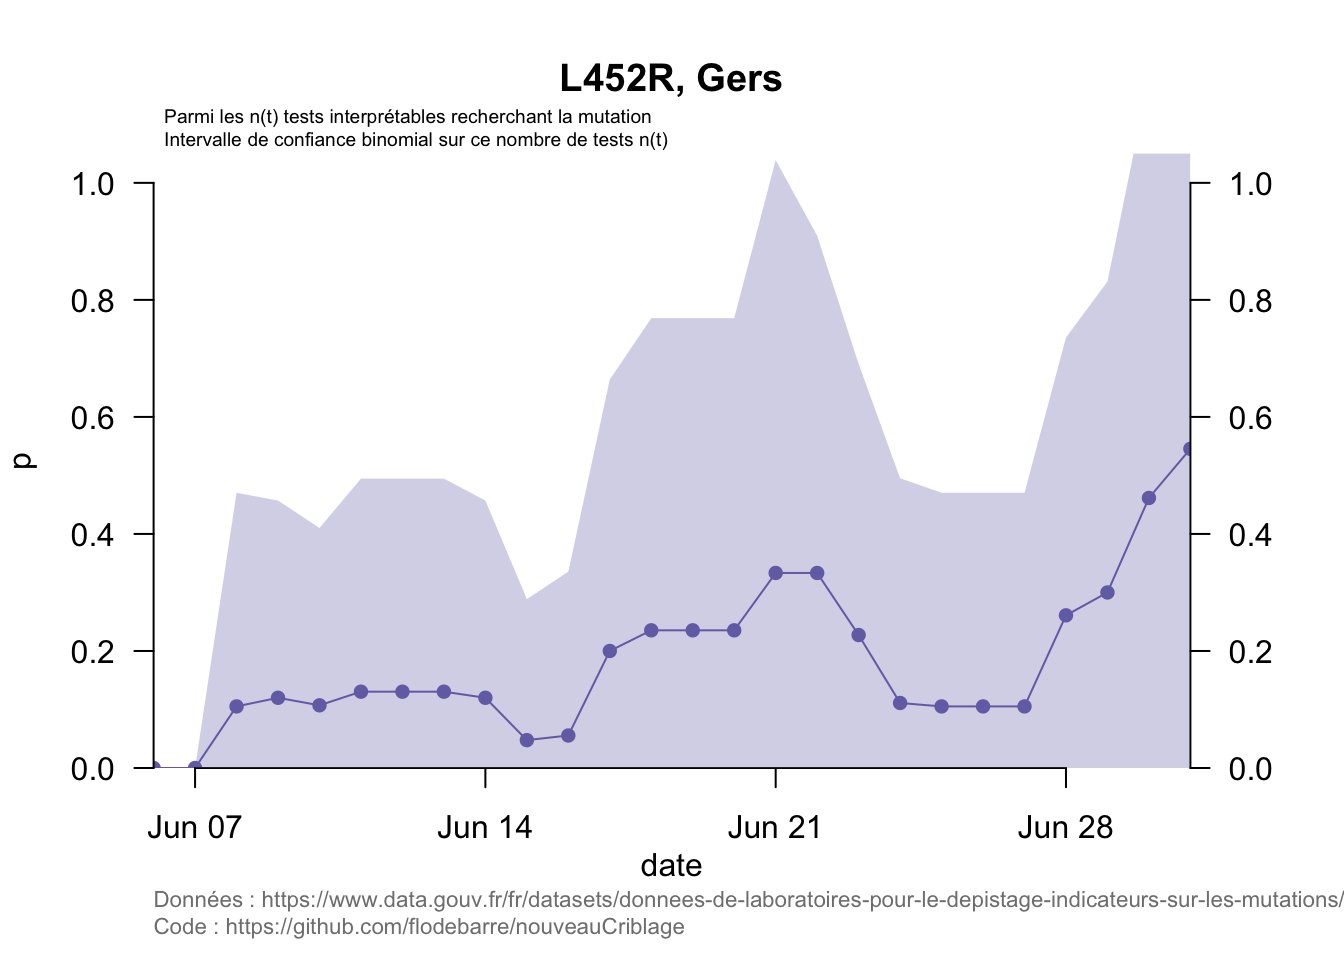 L452R, Gers
Parmi les n(t) tests interprétables recherchant la mutation
Intervalle de confiance binomial sur ce nombre de tests n(t)
1.0 1.0
0.8 0.8
0.6 0.6
p
0.4 0.4
0.2 0.2
0.0 0.0
Jun 07 Jun 14 Jun 21 Jun 28
date
Données : https://www.data.gouv.fr/fr/datasets/donnees-de-laboratoires-pour-le-depistage-indicateurs-sur-les-mutations/
Code : https://github.com/flodebarre/nouveauCriblage